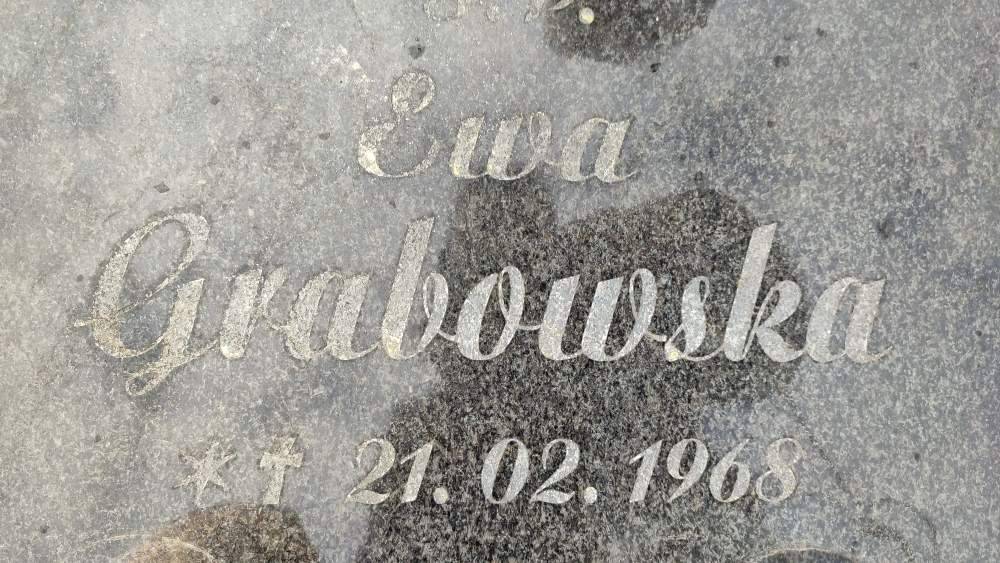 Ewa
Grabowska
* † 21. 02. 1968